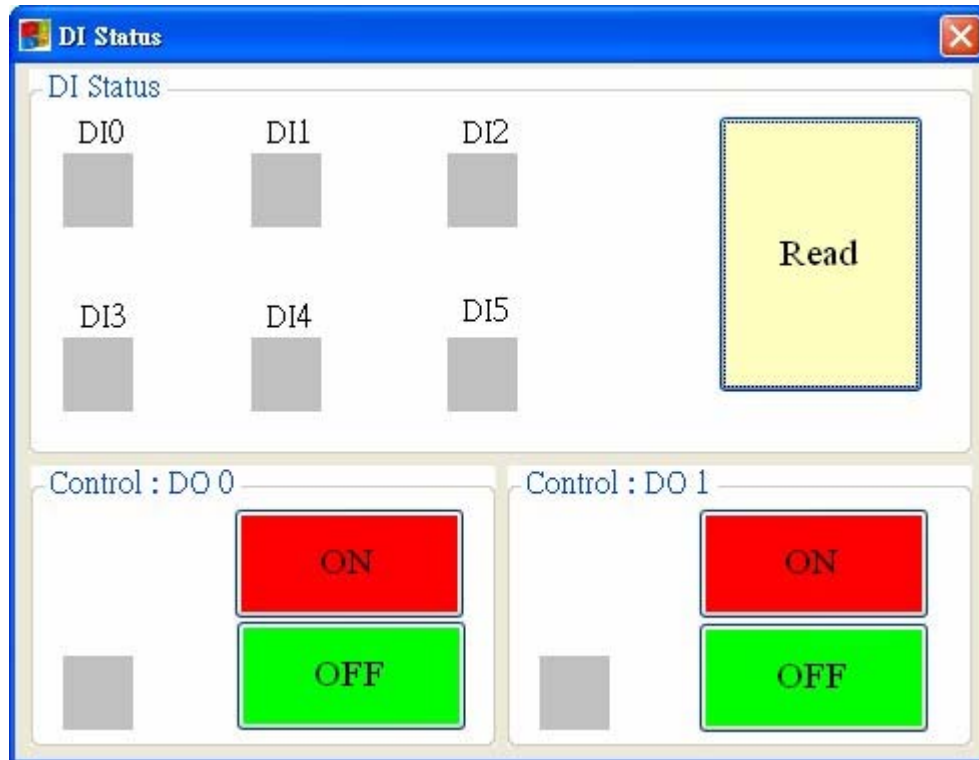 DI Status
DI Status
DI0 DI1 DI2
Read
DI3 DI4 DI5
Control : DO 0
ON
OFF
Control : DO 1
ON
OFF